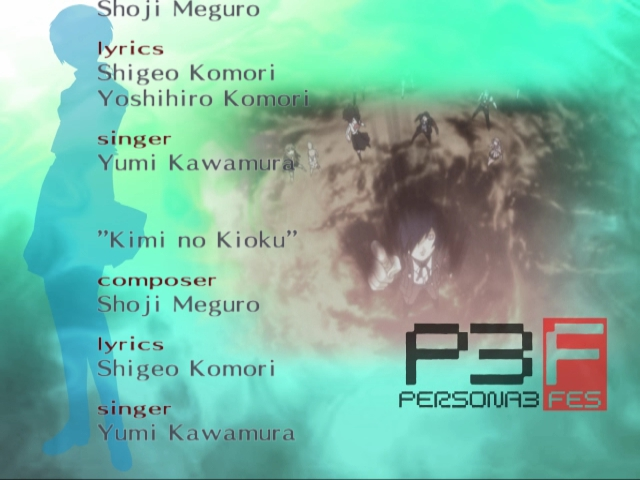 Shoji Meguro
lyrics
Shigeo Komori
Yoshihiro Komori
singer
Yumi Kawamura
"Kimi no Kioku"
composer
Shoji Meguro
lyrics
Shigeo Komori
singer
Yumi Kawamura
P3F
PERSONA3 FES